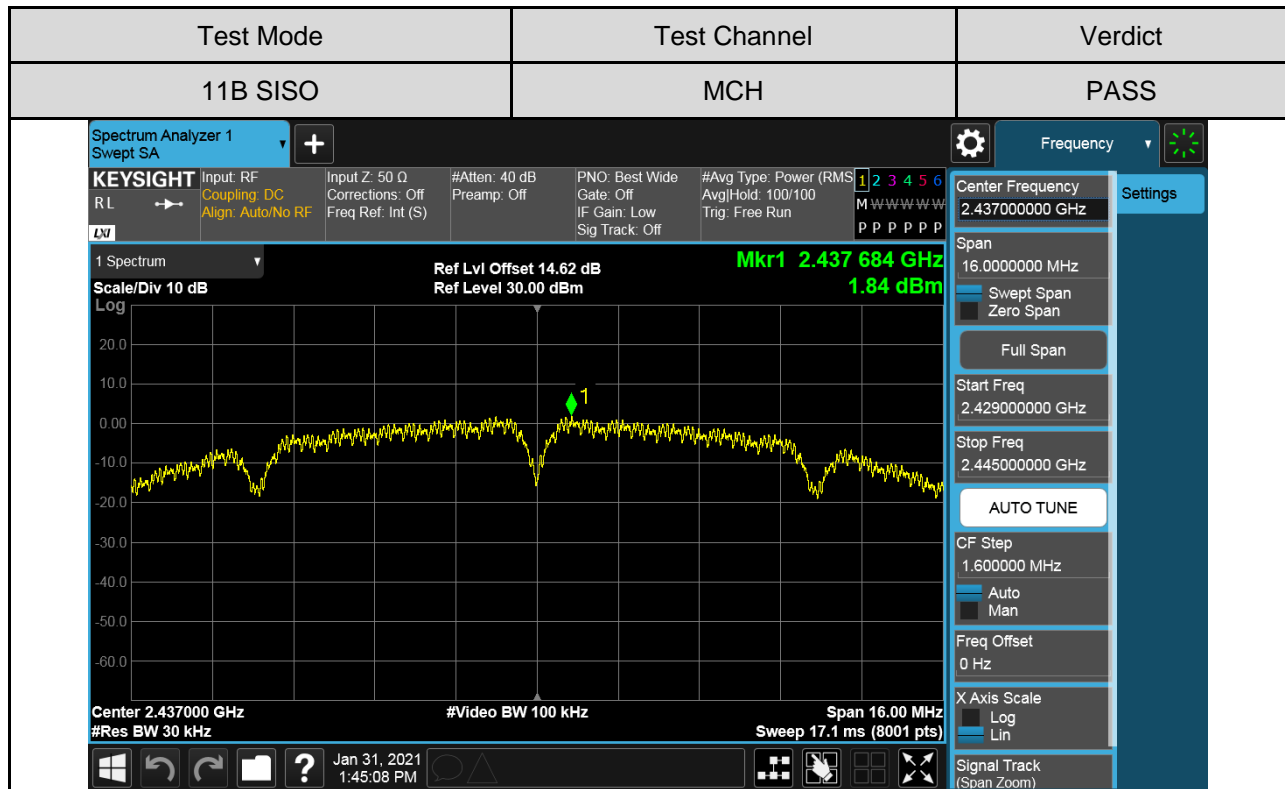 Test Mode Test Channel Verdict
11B SISO MCH PASS
Spectrum Analyzer 1
Swept SA
+
Frequency
KEYSIGHT Input: RF Input Z: 50 Ω #Atten: 40 dB PNO: Best Wide #Avg Type: Power (RMS 1 2 3 4 5 6
RL Coupling: DC Corrections: Off Preamp: Off Gate: Off Avg|Hold: 100/100 M W W W W W
Align: Auto/No RF Freq Ref: Int (S) IF Gain: Low Trig: Free Run
LXI Sig Track: Off P P P P P P
1 Spectrum Ref Lvl Offset 14.62 dB Mkr1 2.437 684 GHz
Scale/Div 10 dB Ref Level 30.00 dBm 1.84 dBm
Log
20.0
10.0
1
0.00
-10.0
-20.0
-30.0
-40.0
-50.0
-60.0
Center 2.437000 GHz #Video BW 100 kHz Span 16.00 MHz
#Res BW 30 kHz Sweep 17.1 ms (8001 pts)
?
Jan 31, 2021
1:45:08 PM
Center Frequency
2.437000000 GHz
Settings
Span
16.0000000 MHz
Swept Span
Zero Span
Full Span
Start Freq
2.429000000 GHz
Stop Freq
2.445000000 GHz
AUTO TUNE
CF Step
1.600000 MHz
Auto
Man
Freq Offset
0 Hz
X Axis Scale
Log
Lin
Signal Track
(Span Zoom)